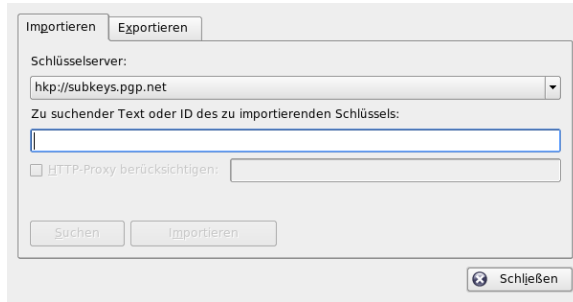 Importieren Exportieren
Schlüsselserver:
hkp://subkeys.pgp.net
Zu suchender Text oder ID des zu importierenden Schlüssels:
HTTP-Proxy berücksichtigen:
Suchen Importieren
Schließen